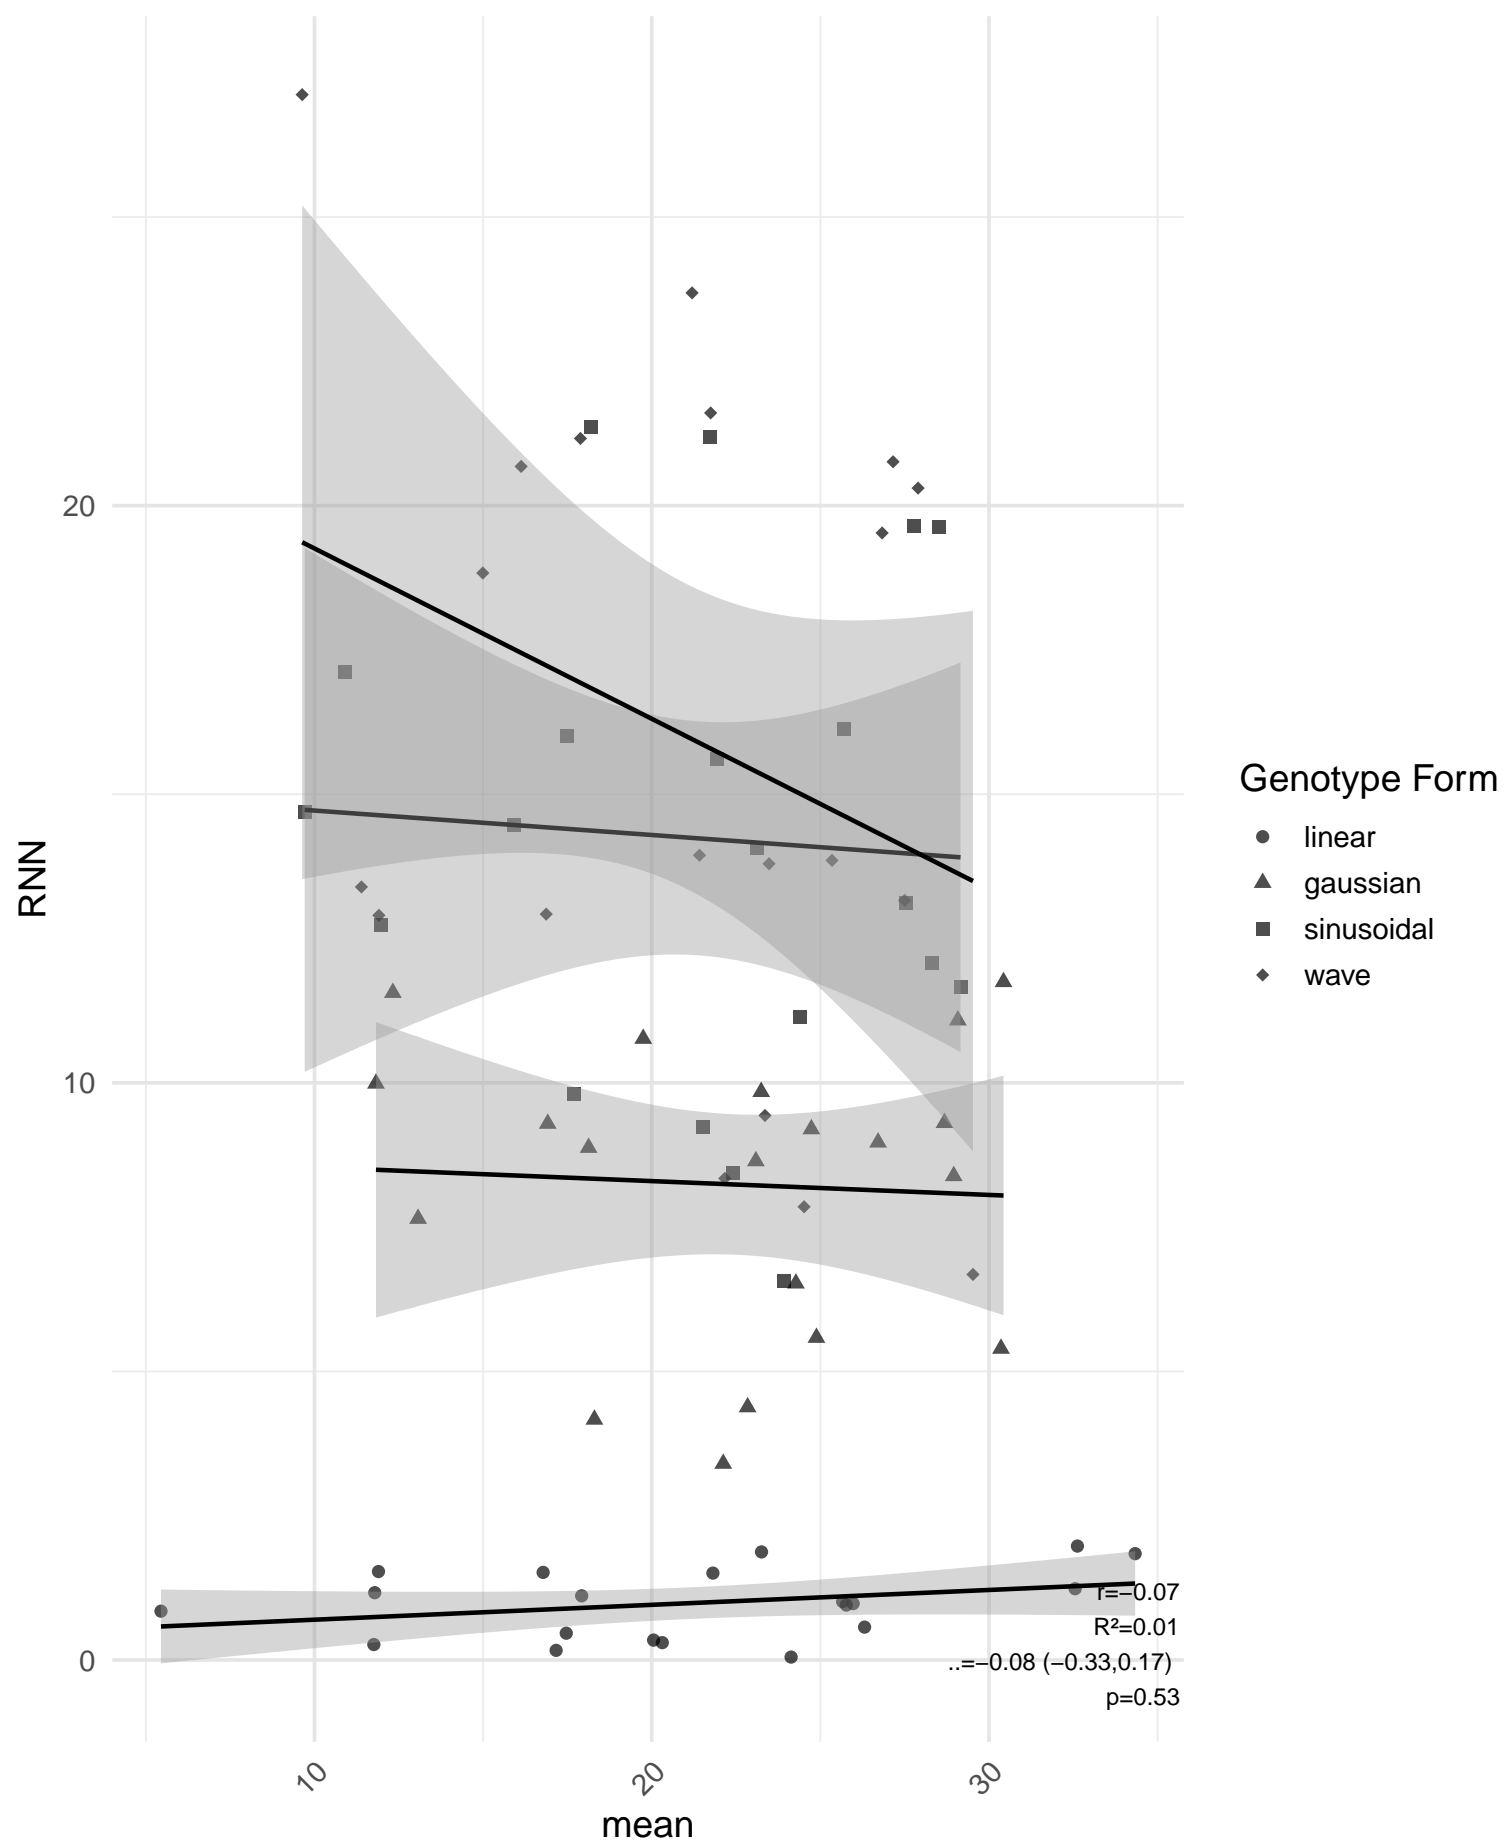 20
10
0
RNN
10
20
30
mean
Genotype Form
linear
gaussian
sinusoidal
wave
r=−0.07
R²=0.01
..=−0.08 (−0.33,0.17)
p=0.53